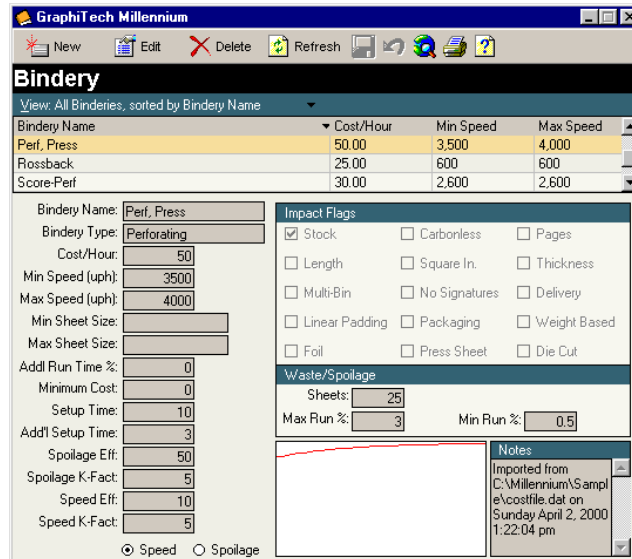 GraphiTech Millennium
New Edit Delete Refresh
Bindery
View: All Binderies, sorted by Bindery Name
Bindery Name Cost/Hour Min Speed Max Speed
Perf, Press 50.00 3,500 4,000
Rossback 25.00 600 600
Score-Perf 30.00 2,600 2,600
Bindery Name: Perf, Press
Bindery Type: Perforating
Cost/Hour: 50
Min Speed (uph): 3500
Max Speed (uph): 4000
Min Sheet Size:
Max Sheet Size:
Addl Run Time %: 0
Minimum Cost: 0
Setup Time: 10
Add'l Setup Time: 3
Spoilage Eff: 50
Spoilage K-Fact: 5
Speed Eff: 10
Speed K-Fact: 5
Speed Spoilage
Impact Flags
Stock Carbonless Pages
Length Square In. Thickness
Multi-Bin No Signatures Delivery
Linear Padding Packaging Weight Based
Foil Press Sheet Die Cut
Waste/Spoilage
Sheets: 25
Max Run %: 3 Min Run %: 0.5
Notes
Imported from
C:\Millennium\Sampl
e\costfile.dat on
Sunday April 2, 2000
1:22:04 pm